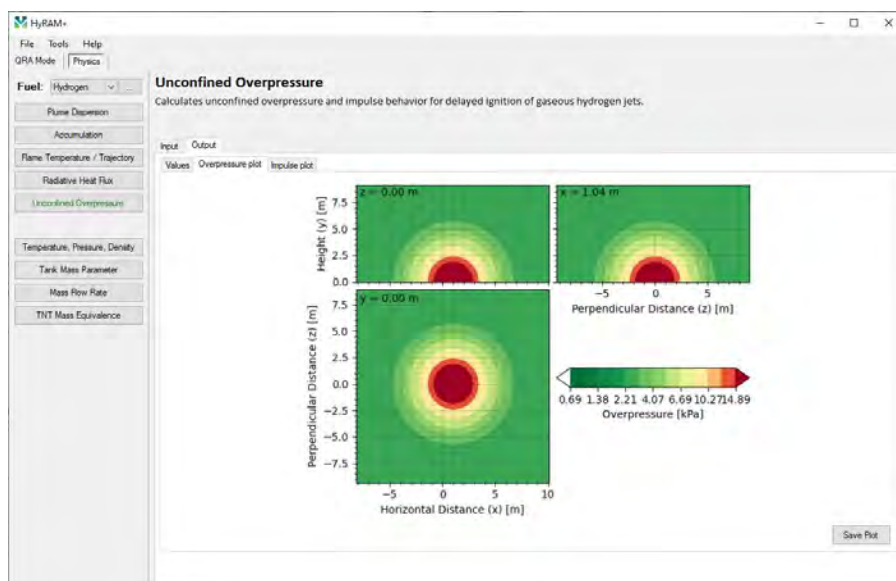 HyRAM+
File Tools Help
QRA Mode Physics
Fuel: Hydrogen ...
Plume Dispersion
Accumulation
Flame Temperature / Trajectory
Radiative Heat Flux
Unconfined Overpressure
Temperature, Pressure, Density
Tank Mass Parameter
Mass Flow Rate
TNT Mass Equivalence
Unconfined Overpressure
Calculates unconfined overpressure and impulse behavior for delayed ignition of gaseous hydrogen jets.
Input Output
Values Overpressure plot Impulse plot
z = 0.00 m
7.5
5.0
2.5
0.0
Height (y) [m]
x = 1.04 m
−5 0 5
Perpendicular Distance (z) [m]
y = 0.00 m
7.5
5.0
2.5
0.0
−2.5
−5.0
−7.5
Perpendicular Distance (z) [m]
−5 0 5 10
Horizontal Distance (x) [m]
0.69 1.38 2.21 4.07 6.69 10.27 14.89
Overpressure [kPa]
Save Plot